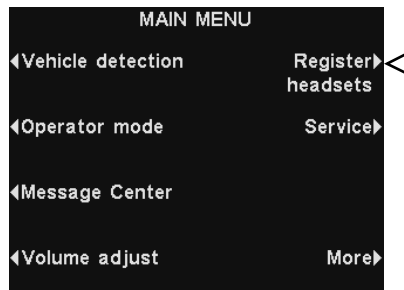 MAIN MENU
Vehicle detection
Register
headsets
Operator mode
Service
Message Center
Volume adjust
More